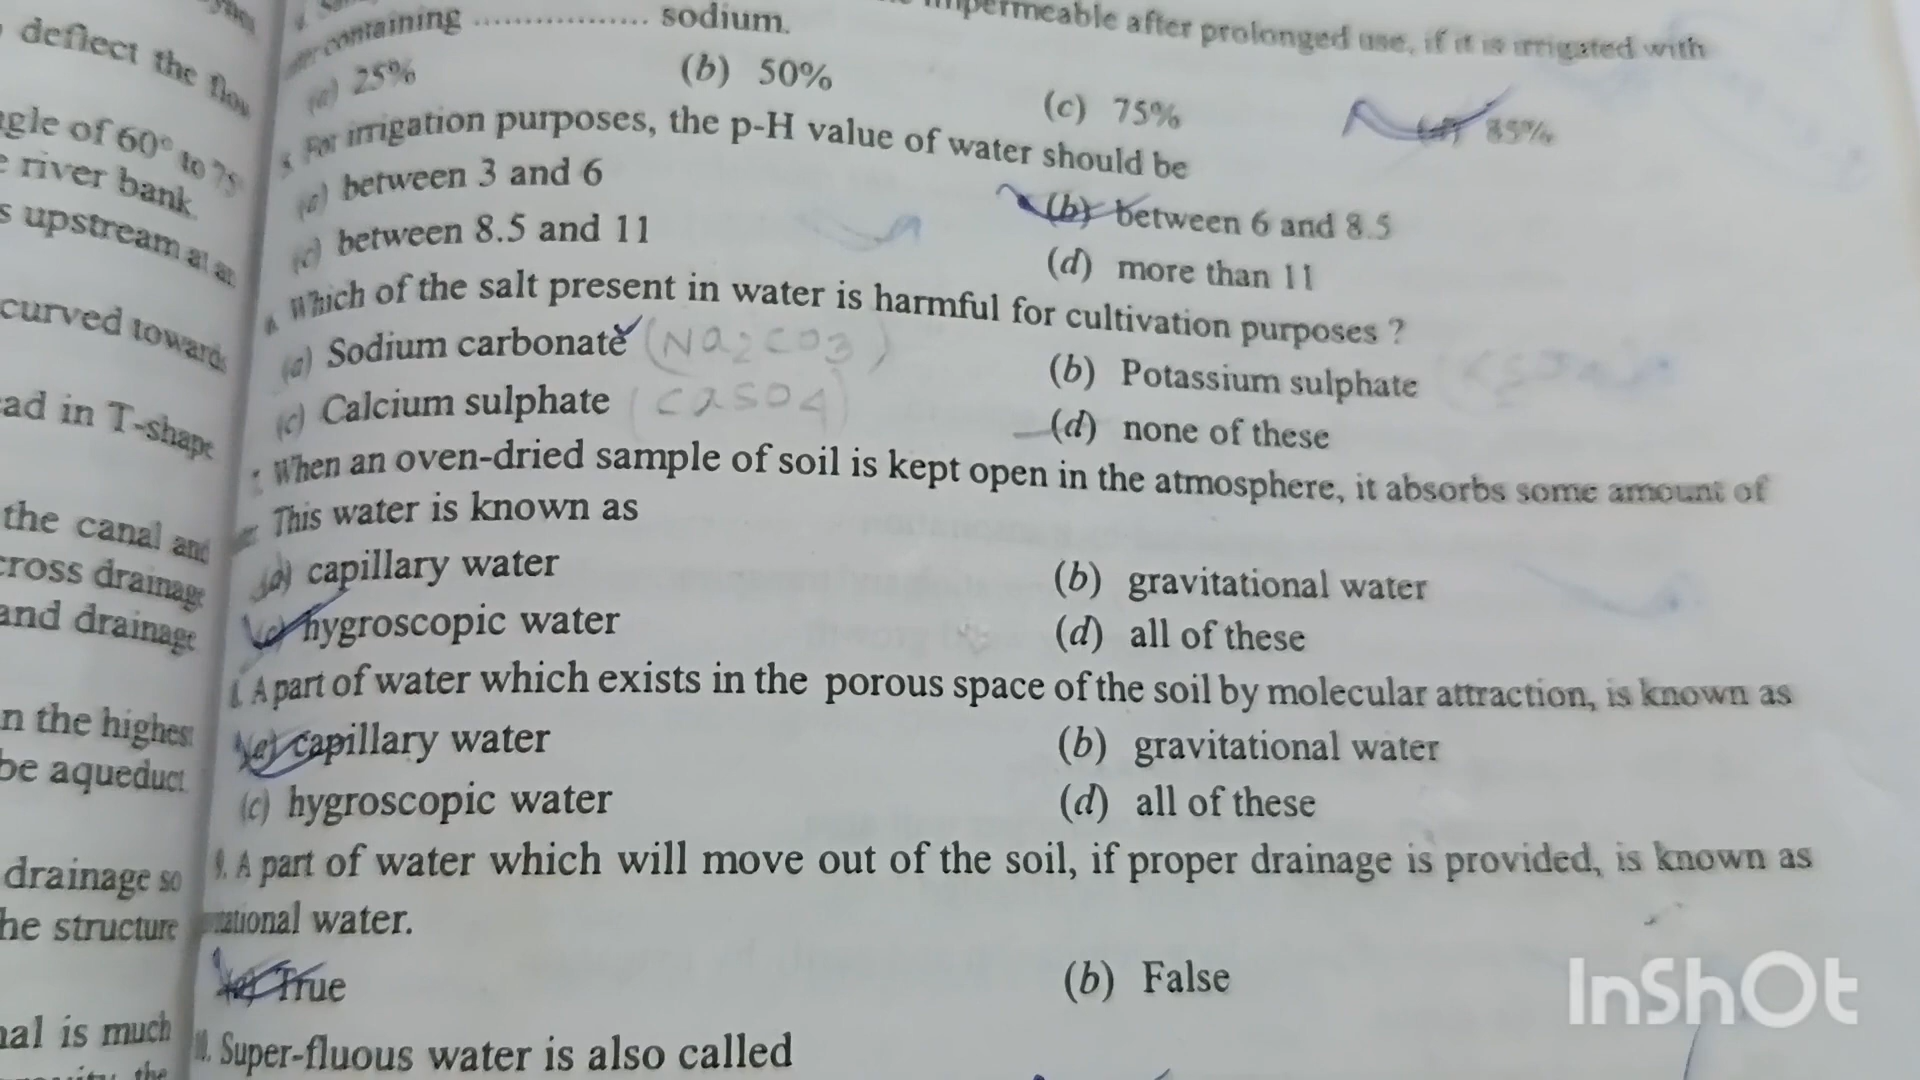 deflect the flow
gle of 60° to 75
river bank.
s upstream at an
curved towards
ad in T-shape
the canal and
cross drainage
and drainage
n the highest
be aqueduct.
drainage so
he structure
nal is much
the
impermeable after prolonged use, if it is irrigated with
containing .................. sodium.
(a) 25%
(b) 50%
(c) 75%
85%
5. For irrigation purposes, the p-H value of water should be
(a) between 3 and 6
(b) between 6 and 8.5
(c) between 8.5 and 11
(d) more than 11
Which of the salt present in water is harmful for cultivation purposes ?
(a) Sodium carbonate (Na2CO3)
(b) Potassium sulphate
(c) Calcium sulphate (CaSO4)
(d) none of these
When an oven-dried sample of soil is kept open in the atmosphere, it absorbs some amount of
This water is known as
(a) capillary water
(b) gravitational water
(c) hygroscopic water
(d) all of these
A part of water which exists in the porous space of the soil by molecular attraction, is known as
(a) capillary water
(b) gravitational water
(c) hygroscopic water
(d) all of these
9. A part of water which will move out of the soil, if proper drainage is provided, is known as
ational water.
(a) True
(b) False
10. Super-fluous water is also called
InShOt